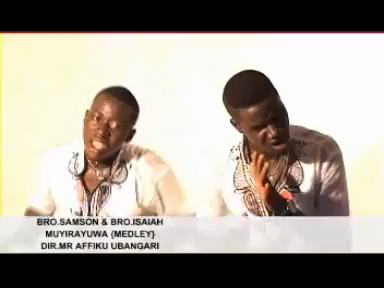 BRO.SAMSON & BRO.ISAIAH
MUYIRAYUWA {MEDLEY}
DIR.MR AFFIKU UBANGARI